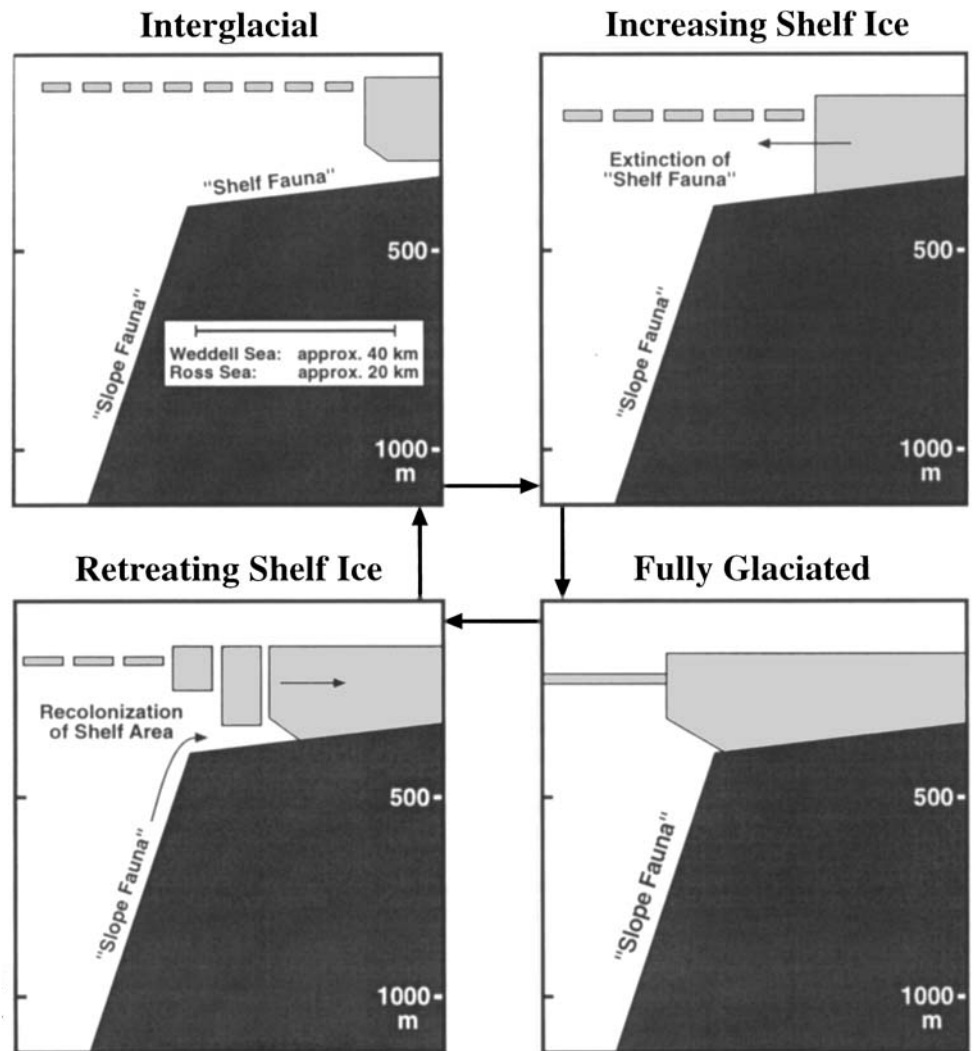 Interglacial
"Shelf Fauna"
500
"Slope Fauna"
Weddell Sea: approx. 40 km
Ross Sea: approx. 20 km
1000
m
Increasing Shelf Ice
Extinction of
"Shelf Fauna"
500
"Slope Fauna"
1000
m
Retreating Shelf Ice
Recolonization
of Shelf Area
500
"Slope Fauna"
1000
m
Fully Glaciated
500
"Slope Fauna"
1000
m